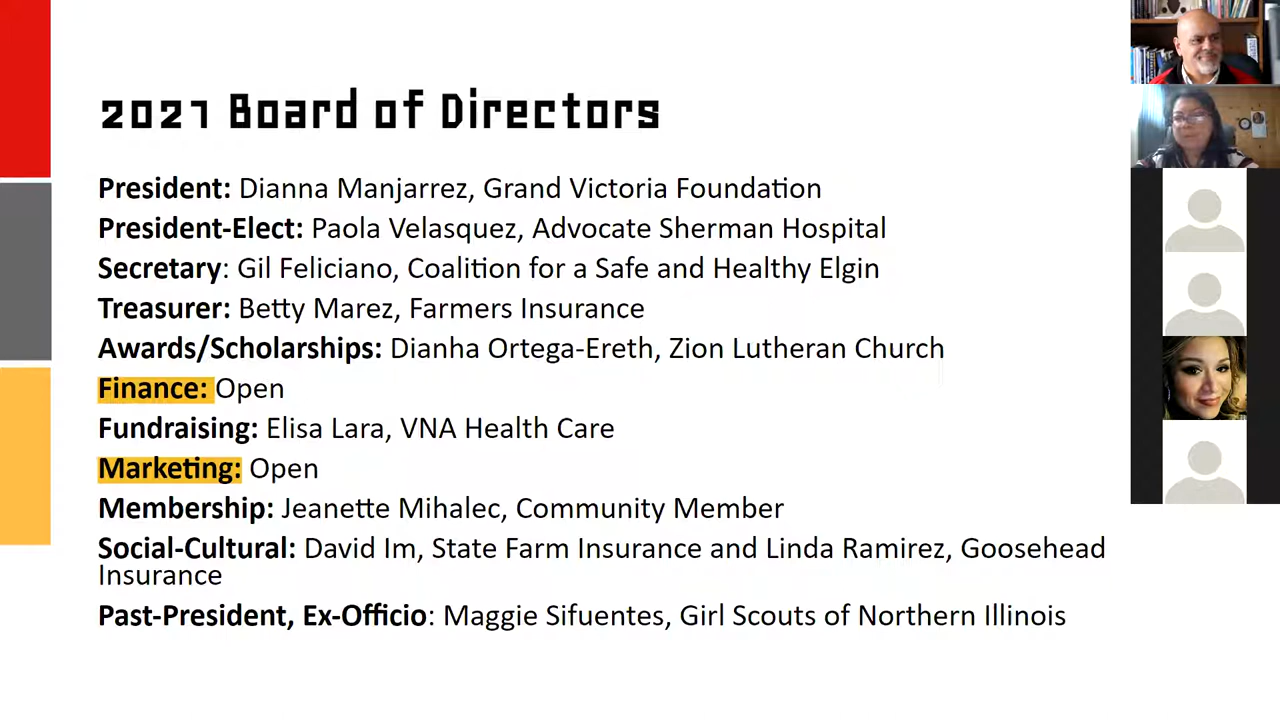 2021 Board of Directors
President: Dianna Manjarrez, Grand Victoria Foundation
President-Elect: Paola Velasquez, Advocate Sherman Hospital
Secretary: Gil Feliciano, Coalition for a Safe and Healthy Elgin
Treasurer: Betty Marez, Farmers Insurance
Awards/Scholarships: Dianha Ortega-Ereth, Zion Lutheran Church
Finance: Open
Fundraising: Elisa Lara, VNA Health Care
Marketing: Open
Membership: Jeanette Mihalec, Community Member
Social-Cultural: David Im, State Farm Insurance and Linda Ramirez, Goosehead
Insurance
Past-President, Ex-Officio: Maggie Sifuentes, Girl Scouts of Northern Illinois